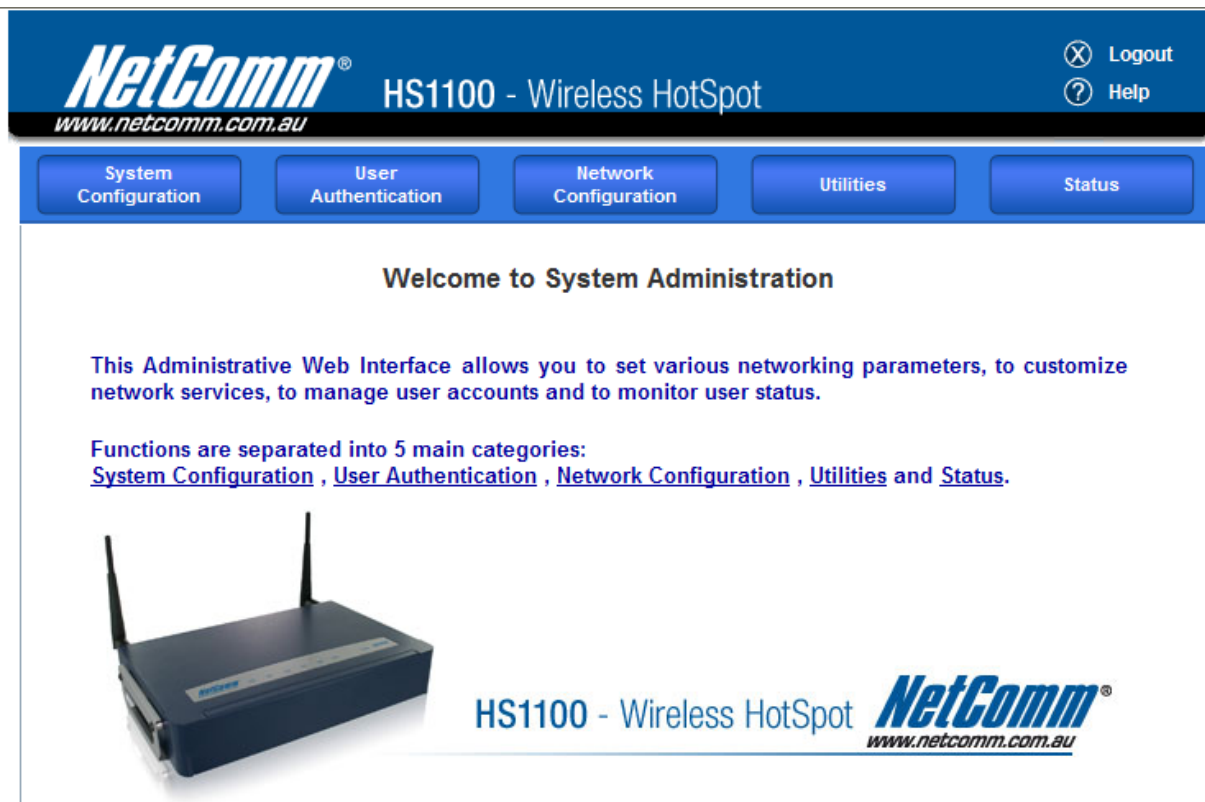 NetComm®
www.netcomm.com.au
HS1100 - Wireless HotSpot
Logout
Help
System Configuration
User Authentication
Network Configuration
Utilities
Status
Welcome to System Administration
This Administrative Web Interface allows you to set various networking parameters, to customize
network services, to manage user accounts and to monitor user status.
Functions are separated into 5 main categories:
System Configuration , User Authentication , Network Configuration , Utilities and Status.
NetComm
HS1100 - Wireless HotSpot
NetComm®
www.netcomm.com.au